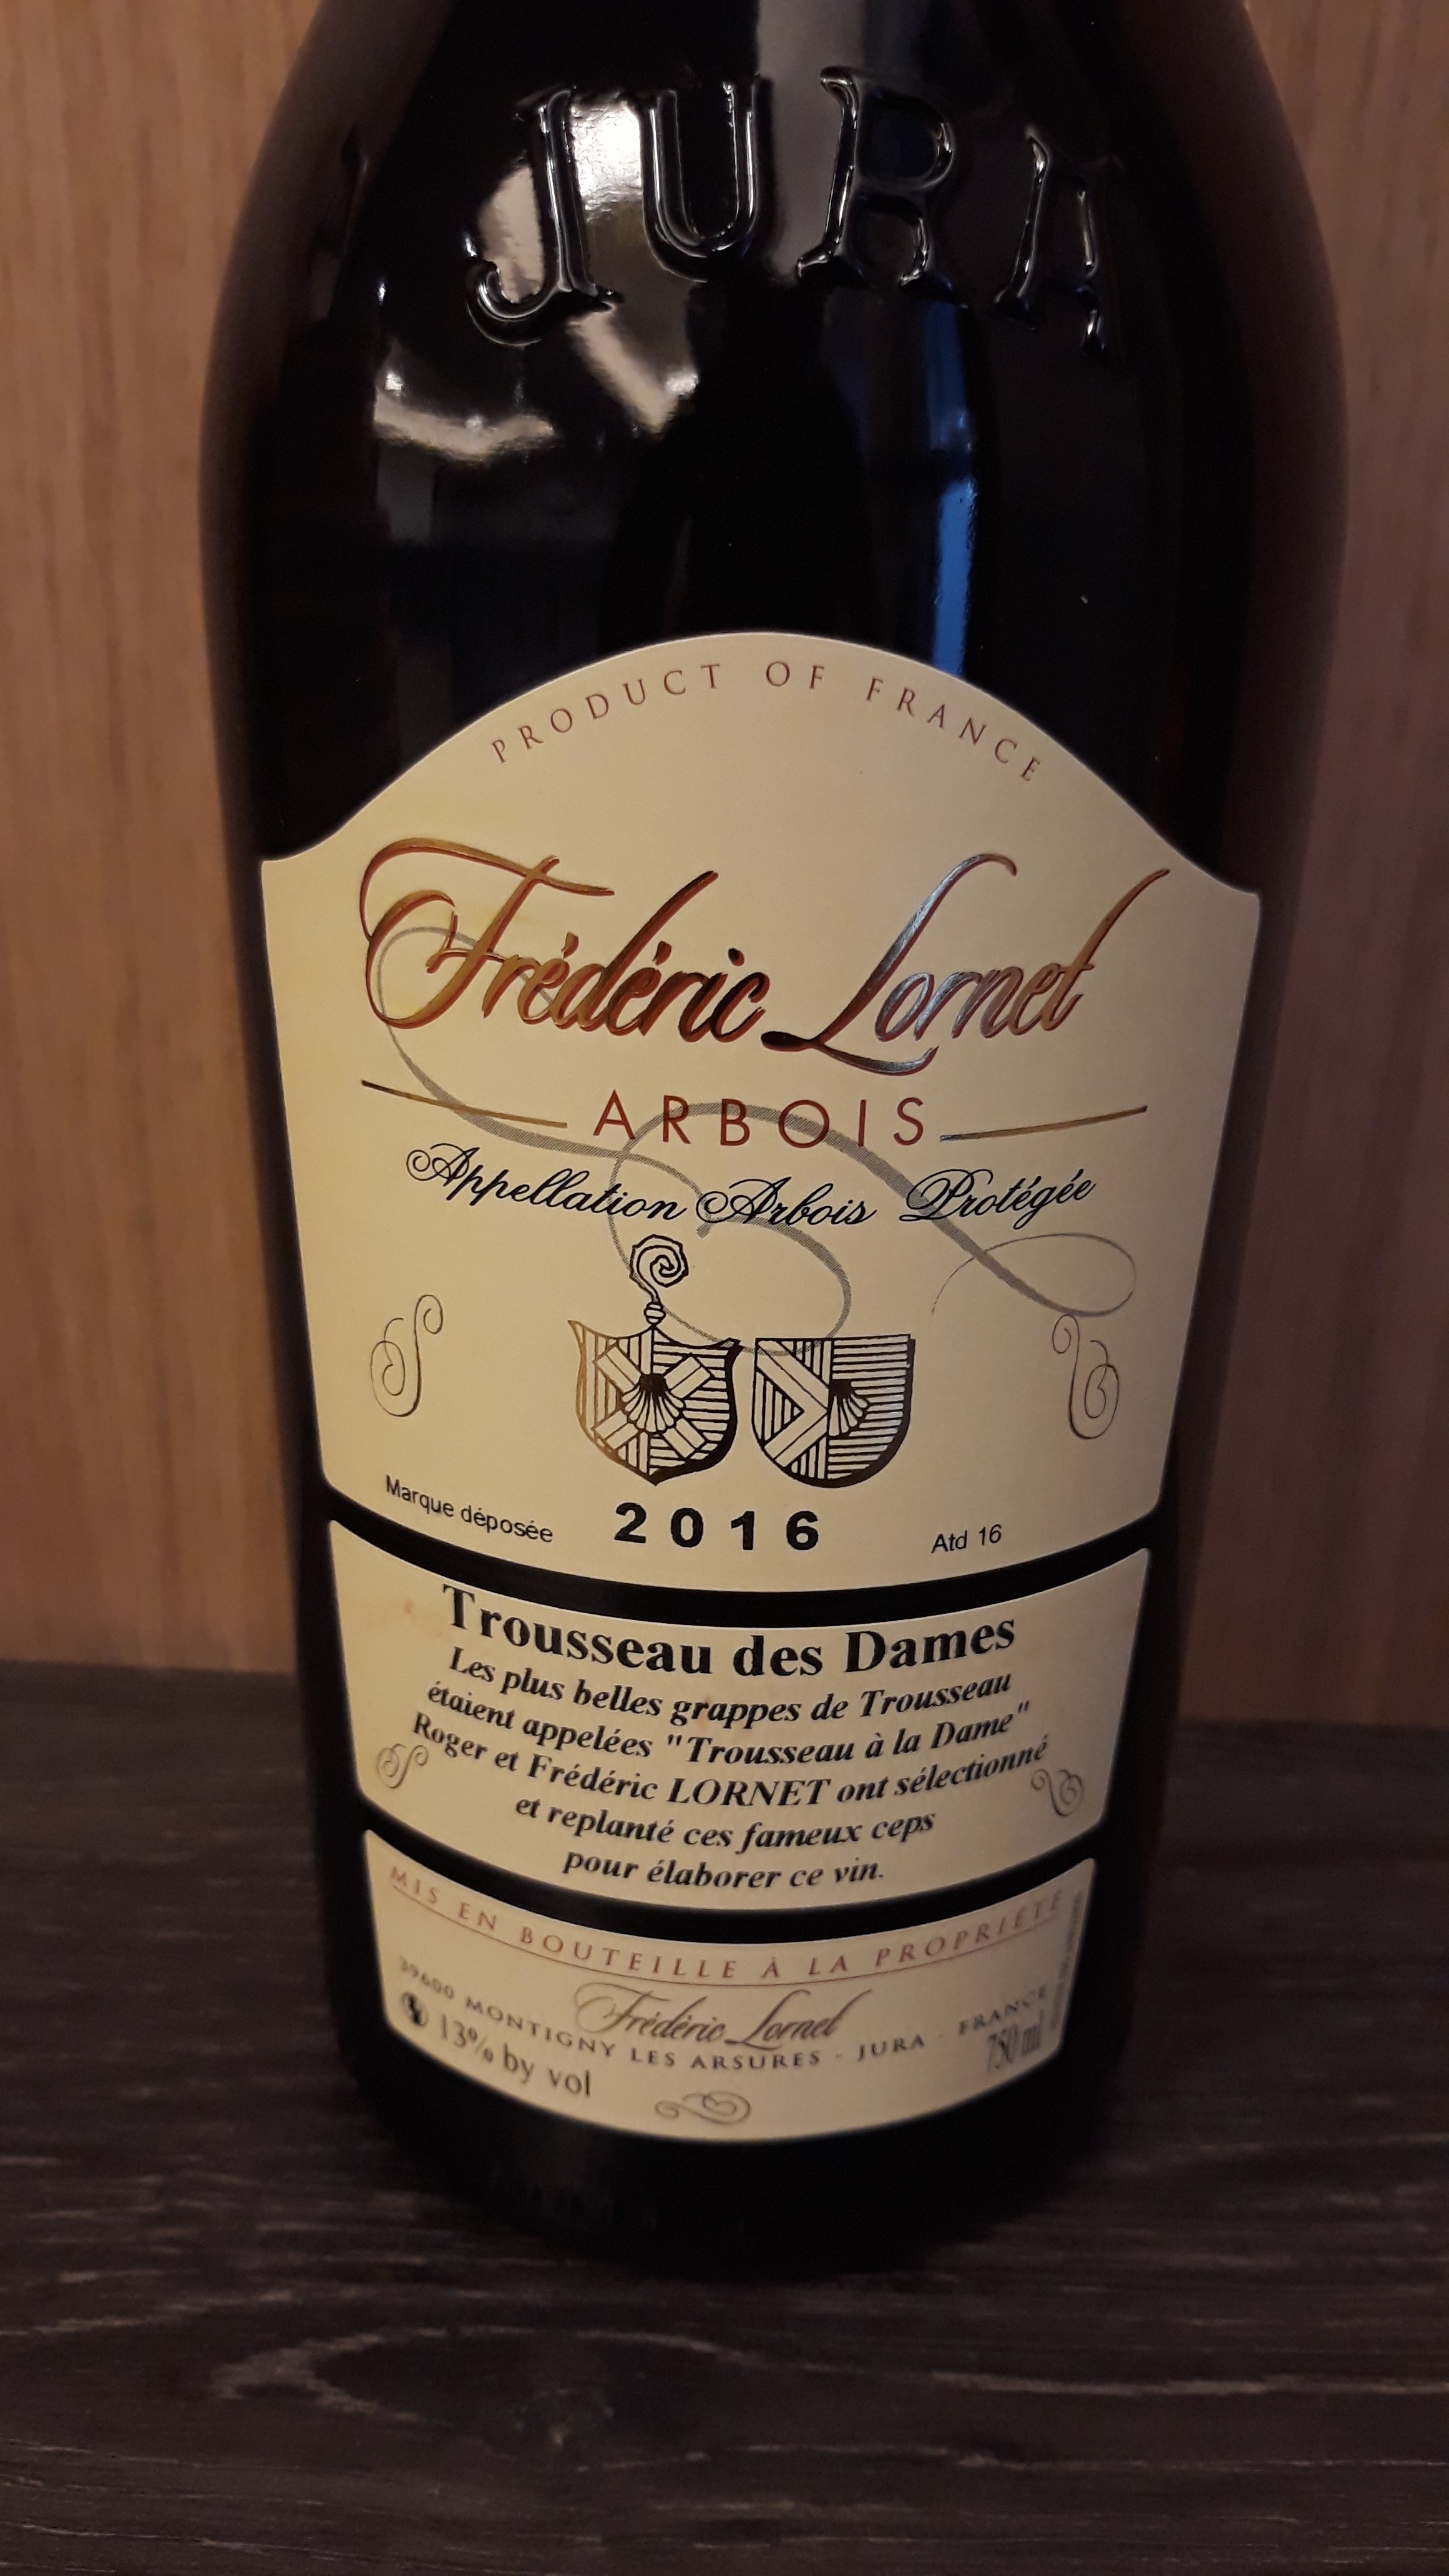 JURA
PRODUCT OF FRANCE
Frédéric Lornet
ARBOIS
Appellation Arbois Protégée
Marque déposée
2016
Atd 16
Trousseau des Dames
Les plus belles grappes de Trousseau
étaient appelées "Trousseau à la Dame"
Roger et Frédéric LORNET ont sélectionné
et replanté ces fameux ceps
pour élaborer ce vin.
MIS EN BOUTEILLE À LA PROPRIÉTÉ
Frédéric Lornet
39600 MONTIGNY LES ARSURES - JURA - FRANCE
13% by vol
750 ml